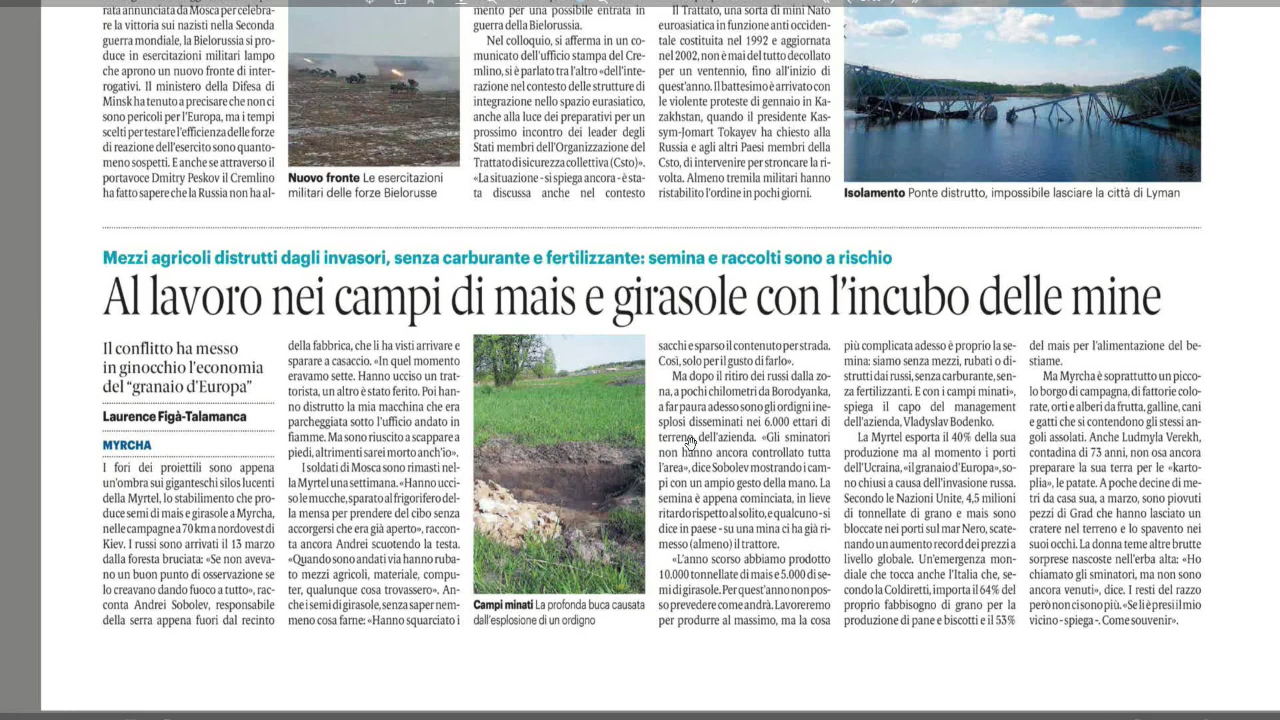 rata annunciata da Mosca per celebra-
re la vittoria sui nazisti nella Seconda
guerra mondiale, la Bielorussia si pro-
duce in esercitazioni militari lampo
che aprono un nuovo fronte di inter-
rogativi. Il ministero della Difesa di
Minsk ha tenuto a precisare che non ci
sono pericoli per l'Europa, ma i tempi
scelti per testare l'efficienza delle forze
di reazione dell'esercito sono quanto-
meno sospetti. E anche se attraverso il
portavoce Dmitry Peskov il Cremlino
ha fatto sapere che la Russia non ha al-
Nuovo fronte Le esercitazioni
militari delle forze Bielorusse
mento per una possibile entrata in
guerra della Bielorussia.
Nel colloquio, si afferma in un co-
municato dell'ufficio stampa del Cre-
mlino, si è parlato tra l'altro «dell'inte-
razione nel contesto delle strutture di
integrazione nello spazio eurasiatico,
anche alla luce dei preparativi per un
prossimo incontro dei leader degli
Stati membri dell'Organizzazione del
Trattato di sicurezza collettiva (Csto)».
«La situazione - si spiega ancora - è sta-
ta discussa anche nel contesto
Il Trattato, una sorta di mini Nato
euroasiatica in funzione anti occiden-
tale costituita nel 1992 e aggiornata
nel 2002, non è mai del tutto decollato
per un ventennio, fino all'inizio di
quest'anno. Il battesimo è arrivato con
le violente proteste di gennaio in Ka-
zakhstan, quando il presidente Kas-
sym-Jomart Tokayev ha chiesto alla
Russia e agli altri Paesi membri della
Csto, di intervenire per stroncare la ri-
volta. Almeno tremila militari hanno
ristabilito l'ordine in pochi giorni.
Isolamento Ponte distrutto, impossibile lasciare la città di Lyman
Mezzi agricoli distrutti dagli invasori, senza carburante e fertilizzante: semina e raccolti sono a rischio
Al lavoro nei campi di mais e girasole con l'incubo delle mine
Il conflitto ha messo
in ginocchio l'economia
del “granaio d'Europa”
Laurence Figà-Talamanca
MYRCHA
I fori dei proiettili sono appena
un'ombra sui giganteschi silos lucenti
della Myrtel, lo stabilimento che pro-
duce semi di mais e girasole a Myrcha,
nelle campagne a 70 km a nordovest di
Kiev. I russi sono arrivati il 13 marzo
dalla foresta bruciata: «Se non aveva-
no un buon punto di osservazione se
lo creavano dando fuoco a tutto», rac-
conta Andrei Sobolev, responsabile
della serra appena fuori dal recinto
della fabbrica, che li ha visti arrivare e
sparare a casaccio. «In quel momento
eravamo sette. Hanno ucciso un trat-
torista, un altro è stato ferito. Poi han-
no distrutto la mia macchina che era
parcheggiata sotto l'ufficio andato in
fiamme. Ma sono riuscito a scappare a
piedi, altrimenti sarei morto anch'io».
I soldati di Mosca sono rimasti nel-
la Myrtel una settimana. «Hanno ucci-
so le mucche, sparato al frigorifero del-
la mensa per prendere del cibo senza
accorgersi che era già aperto», raccon-
ta ancora Andrei scuotendo la testa.
«Quando sono andati via hanno ruba-
to mezzi agricoli, materiale, compu-
ter, qualunque cosa trovassero». An-
che i semi di girasole, senza saper nem-
meno cosa farne: «Hanno squarciato i
Campi minati La profonda buca causata
dall'esplosione di un ordigno
sacchi e sparso il contenuto per strada.
Così, solo per il gusto di farlo».
Ma dopo il ritiro dei russi dalla zo-
na, a pochi chilometri da Borodyanka,
a far paura adesso sono gli ordigni ine-
splosi disseminati nei 6.000 ettari di
terreno dell'azienda. «Gli sminatori
non hanno ancora controllato tutta
l'area», dice Sobolev mostrando i cam-
pi con un ampio gesto della mano. La
semina è appena cominciata, in lieve
ritardo rispetto al solito, e qualcuno - si
dice in paese - su una mina ci ha già ri-
messo (almeno) il trattore.
«L'anno scorso abbiamo prodotto
10.000 tonnellate di mais e 5.000 di se-
mi di girasole. Per quest'anno non pos-
so prevedere come andrà. Lavoreremo
per produrre al massimo, ma la cosa
più complicata adesso è proprio la se-
mina: siamo senza mezzi, rubati o di-
strutti dai russi, senza carburante, sen-
za fertilizzanti. E con i campi minati»,
spiega il capo del management
dell'azienda, Vladyslav Bodenko.
La Myrtel esporta il 40% della sua
produzione ma al momento i porti
dell'Ucraina, «il granaio d'Europa», so-
no chiusi a causa dell'invasione russa.
Secondo le Nazioni Unite, 4,5 milioni
di tonnellate di grano e mais sono
bloccate nei porti sul mar Nero, scate-
nando un aumento record dei prezzi a
livello globale. Un'emergenza mon-
diale che tocca anche l'Italia che, se-
condo la Coldiretti, importa il 64% del
proprio fabbisogno di grano per la
produzione di pane e biscotti e il 53%
del mais per l'alimentazione del be-
stiame.
Ma Myrcha è soprattutto un picco-
lo borgo di campagna, di fattorie colo-
rate, orti e alberi da frutta, galline, cani
e gatti che si contendono gli stessi an-
goli assolati. Anche Ludmyla Verekh,
contadina di 73 anni, non osa ancora
preparare la sua terra per le «karto-
plia», le patate. A poche decine di me-
tri da casa sua, a marzo, sono piovuti
pezzi di Grad che hanno lasciato un
cratere nel terreno e lo spavento nei
suoi occhi. La donna teme altre brutte
sorprese nascoste nell'erba alta: «Ho
chiamato gli sminatori, ma non sono
ancora venuti», dice. I resti del razzo
però non ci sono più. «Se li è presi il mio
vicino - spiega -. Come souvenir».